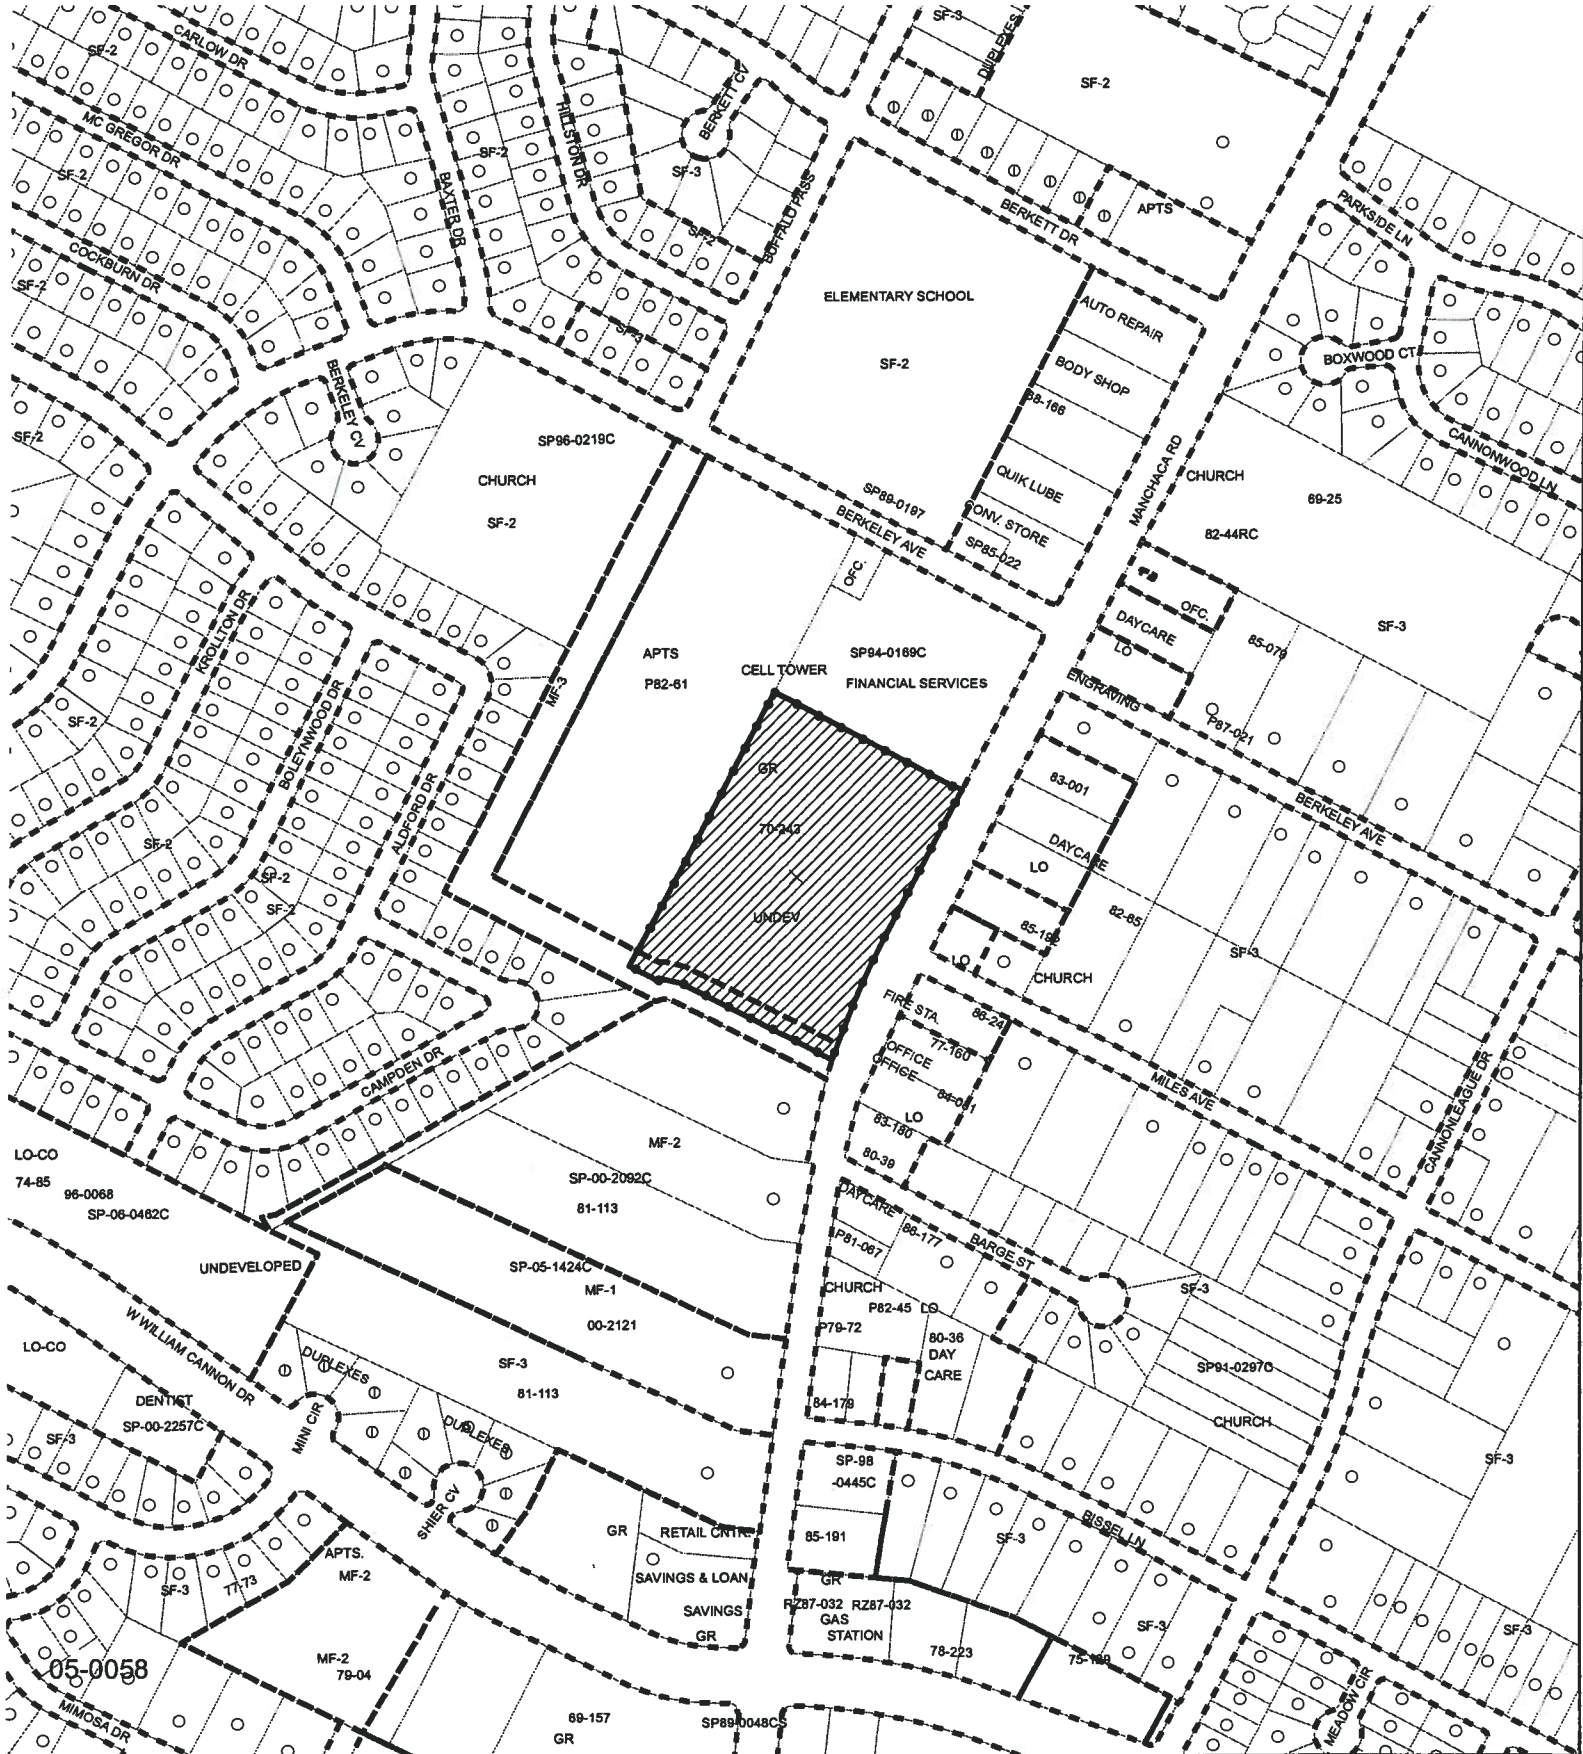 SF-3
DUPLEXES
CARLOW DR
SF-2
SF-2
BERKETT CV
HILLSTON DR
MC GREGOR DR
SF-2
SF-2
SF-3
BAXTER DR
BUFFALO PASS
SF-2
BERKETT DR
APTS
PARKSIDE LN
COCKBURN DR
SF-2
ELEMENTARY SCHOOL
SF-2
AUTO REPAIR
BODY SHOP
88-166
SF-3
BOXWOOD CT
BERKELEY CV
SF-2
SP96-0219C
CHURCH
SF-2
CANNONWOOD LN
QUIK LUBE
CONV. STORE
SP85-022
SP89-0197
BERKELEY AVE
MANCHACA RD
CHURCH
69-25
82-44RC
OFC.
OFC.
DAYCARE
LO
ENGRAVING
SF-3
85-079
P87-021
KROLLTON DR
BOLEYNWOOD DR
ALDFORD DR
MF-3
APTS
P82-61
CELL TOWER
SP94-0169C
FINANCIAL SERVICES
SF-2
GR
70-243
UNDEV
83-001
DAYCARE
LO
BERKELEY AVE
SF-2
SF-2
SF-2
82-65
85-192
LO
CHURCH
SF-3
FIRE STA.
86-24
77-160
OFFICE
OFFICE
84-061
LO
83-180
80-39
MILES AVE
CANNONLEAGUE DR
CAMPDEN DR
MF-2
SP-00-2092C
81-113
LO-CO
74-85
96-0068
SP-06-0462C
UNDEVELOPED
DAYCARE
P81-067
86-177
BARGE ST
SP-05-1424C
MF-1
00-2121
CHURCH
P82-45
LO
P79-72
80-36
DAY
CARE
SF-3
SP91-0297C
CHURCH
W WILLIAM CANNON DR
LO-CO
DUPLEXES
SF-3
81-113
84-179
DENTIST
SP-00-2257C
SF-3
MINI CIR
DUPLEXES
SHIER CV
SP-98
-0445C
85-191
SF-3
BISSEL LN
SF-3
GR
RETAIL CNTR.
SAVINGS & LOAN
SAVINGS
GR
GR
RZ87-032
RZ87-032
GAS
STATION
78-223
SF-3
SF-3
APTS.
MF-2
SF-3
77-73
MF-2
79-04
05-0058
MIMOSA DR
69-157
GR
SP89-0048CS
MEADOW CIR